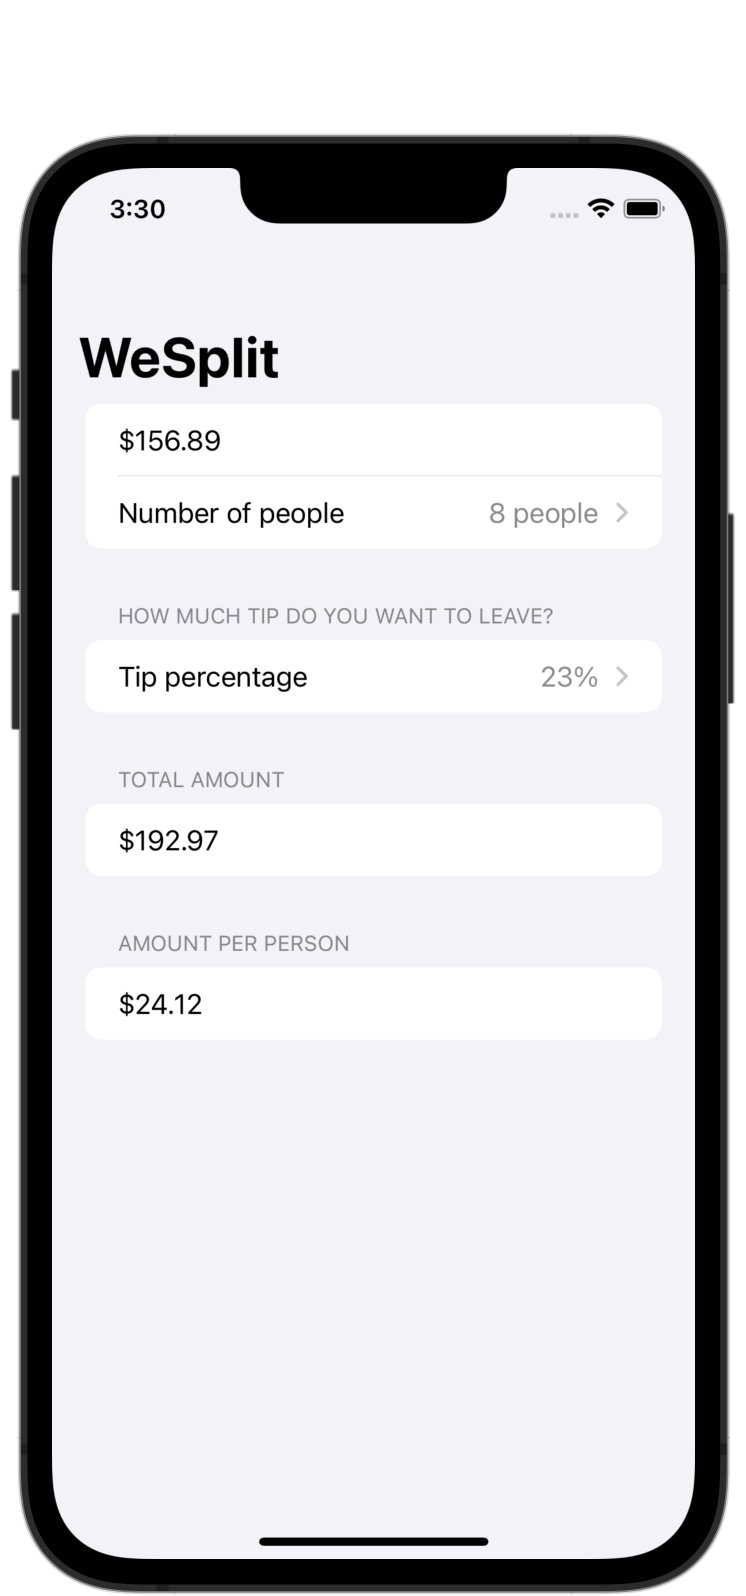 3:30
WeSplit
$156.89
Number of people 8 people
HOW MUCH TIP DO YOU WANT TO LEAVE?
Tip percentage 23%
TOTAL AMOUNT
$192.97
AMOUNT PER PERSON
$24.12